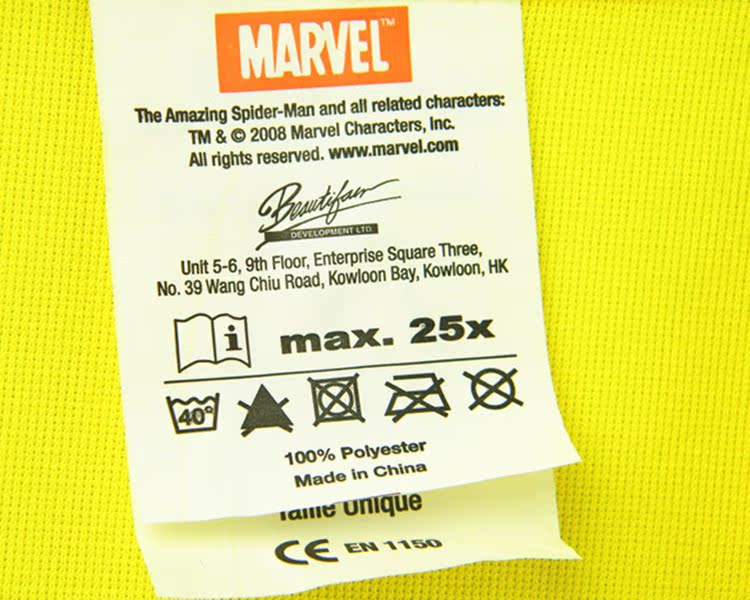 MARVEL™
The Amazing Spider-Man and all related characters:
TM & © 2008 Marvel Characters, Inc.
All rights reserved. www.marvel.com
Beautifair
DEVELOPMENT LTD.
Unit 5-6, 9th Floor, Enterprise Square Three,
No. 39 Wang Chiu Road, Kowloon Bay, Kowloon, HK
i max. 25x
40°
100% Polyester
Made in China
Taille Unique
CE EN 1150